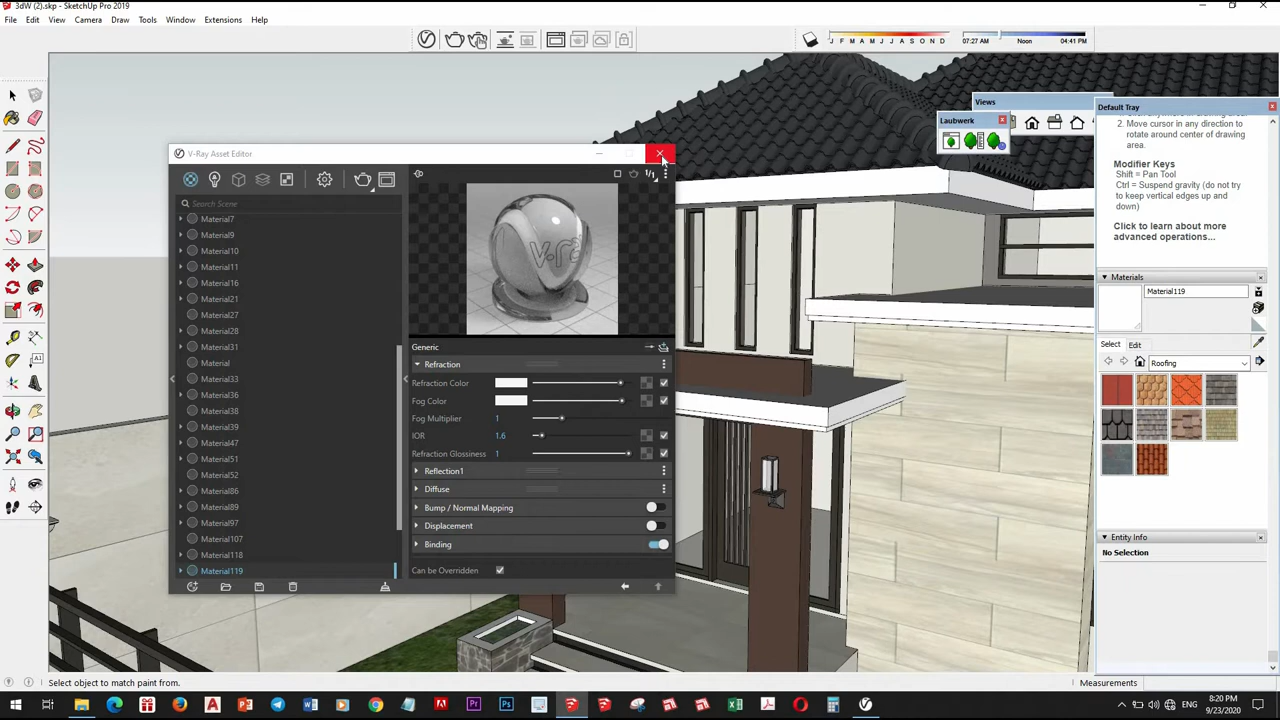 3dW (2).skp - SketchUp Pro 2019
File Edit View Camera Draw Tools Window Extensions Help
J F M A M J J A S O N D
07:27 AM Noon 04:41 PM
V-Ray Asset Editor
Search Scene
Material7
Material9
Material10
Material11
Material16
Material21
Material27
Material28
Material31
Material
Material33
Material36
Material38
Material39
Material47
Material51
Material52
Material86
Material89
Material97
Material107
Material118
Material119
1/1
Generic
Refraction
Refraction Color
Fog Color
Fog Multiplier 1
IOR 1.6
Refraction Glossiness 1
Reflection1
Diffuse
Bump / Normal Mapping
Displacement
Binding
Can be Overridden
Views
Laubwerk
Default Tray
2. Move cursor in any direction to
rotate around center of drawing
area.
Modifier Keys
Shift = Pan Tool
Ctrl = Suspend gravity (do not try
to keep vertical edges up and
down)
Click to learn about more
advanced operations...
Materials
Material119
Select Edit
Roofing
Entity Info
No Selection
Select object to match paint from.
Measurements
ENG
8:20 PM
9/23/2020